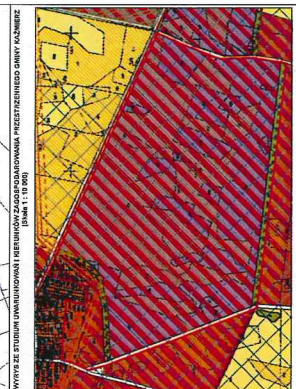 WYRYS ZE STUDIUM UWARUNKOWAŃ I KIERUNKÓW ZAGOSPODAROWANIA PRZESTRZENNEGO GMINY KAŹMIERZ
(Skala 1 : 10 000)